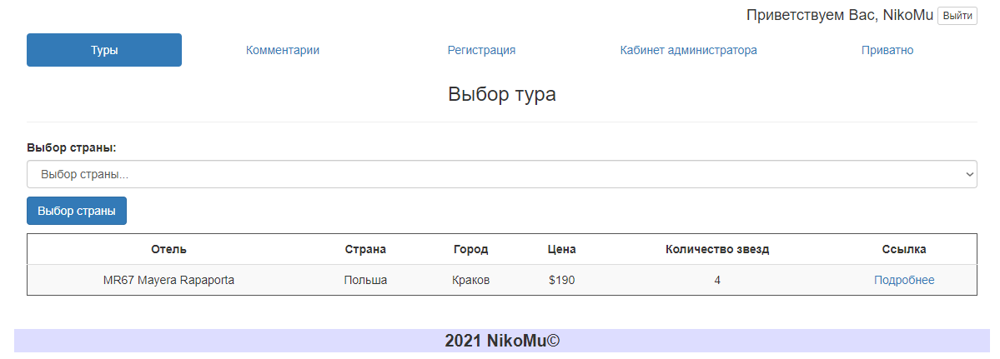 Приветствуем Вас, NikoMu Выйти
Туры Комментарии Регистрация Кабинет администратора Приватно
Выбор тура
Выбор страны:
Выбор страны...
Выбор страны
Отель Страна Город Цена Количество звезд Ссылка
MR67 Mayera Rapaporta Польша Краков $190 4 Подробнее
2021 NikoMu©